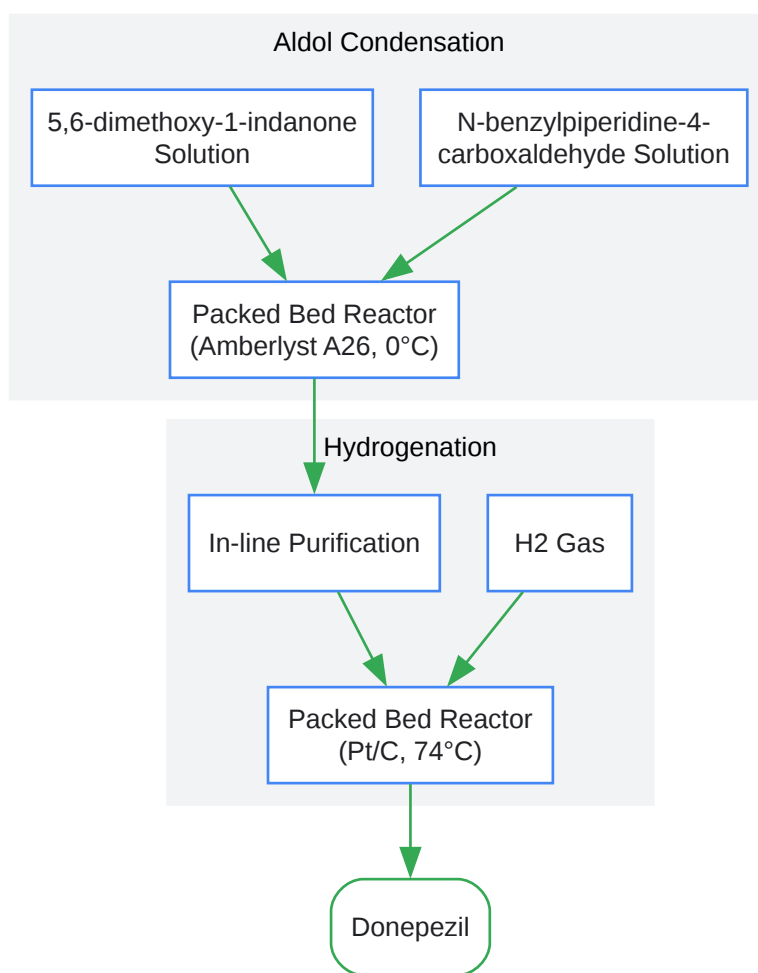 Aldol Condensation
5,6-dimethoxy-1-indanone
Solution
N-benzylpiperidine-4-
carboxaldehyde Solution
Packed Bed Reactor
(Amberlyst A26, 0°C)
Hydrogenation
In-line Purification
H2 Gas
Packed Bed Reactor
(Pt/C, 74°C)
Donepezil